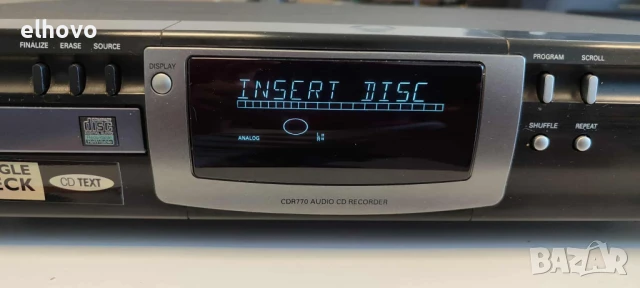 elhovo
FINALIZE ERASE SOURCE
DISPLAY
PROGRAM SCROLL
INSERT DISC
ANALOG
SHUFFLE REPEAT
DISC
GLE
ECK
CD TEXT
CDR770 AUDIO CD RECORDER
BAZAR